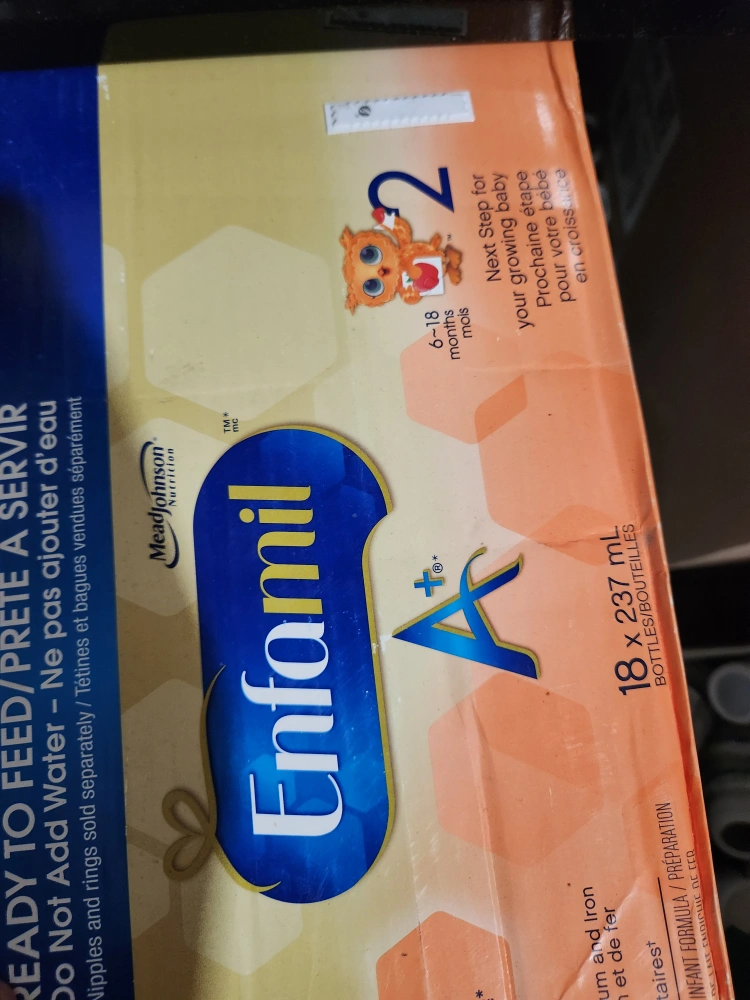 READY TO FEED/PRÊTE À SERVIR
Do Not Add Water – Ne pas ajouter d'eau
Nipples and rings sold separately / Tétines et bagues vendues séparément
MeadJohnson®
Nutrition
TM*
mc
Enfamil
A+®*
2
TM
6~18
months
mois
Next Step for
your growing baby
Prochaine étape
pour votre bébé
en croissance
18 x 237 mL
BOTTLES/BOUTEILLES
um and Iron
n et de fer
taires†
INFANT FORMULA / PRÉPARATION